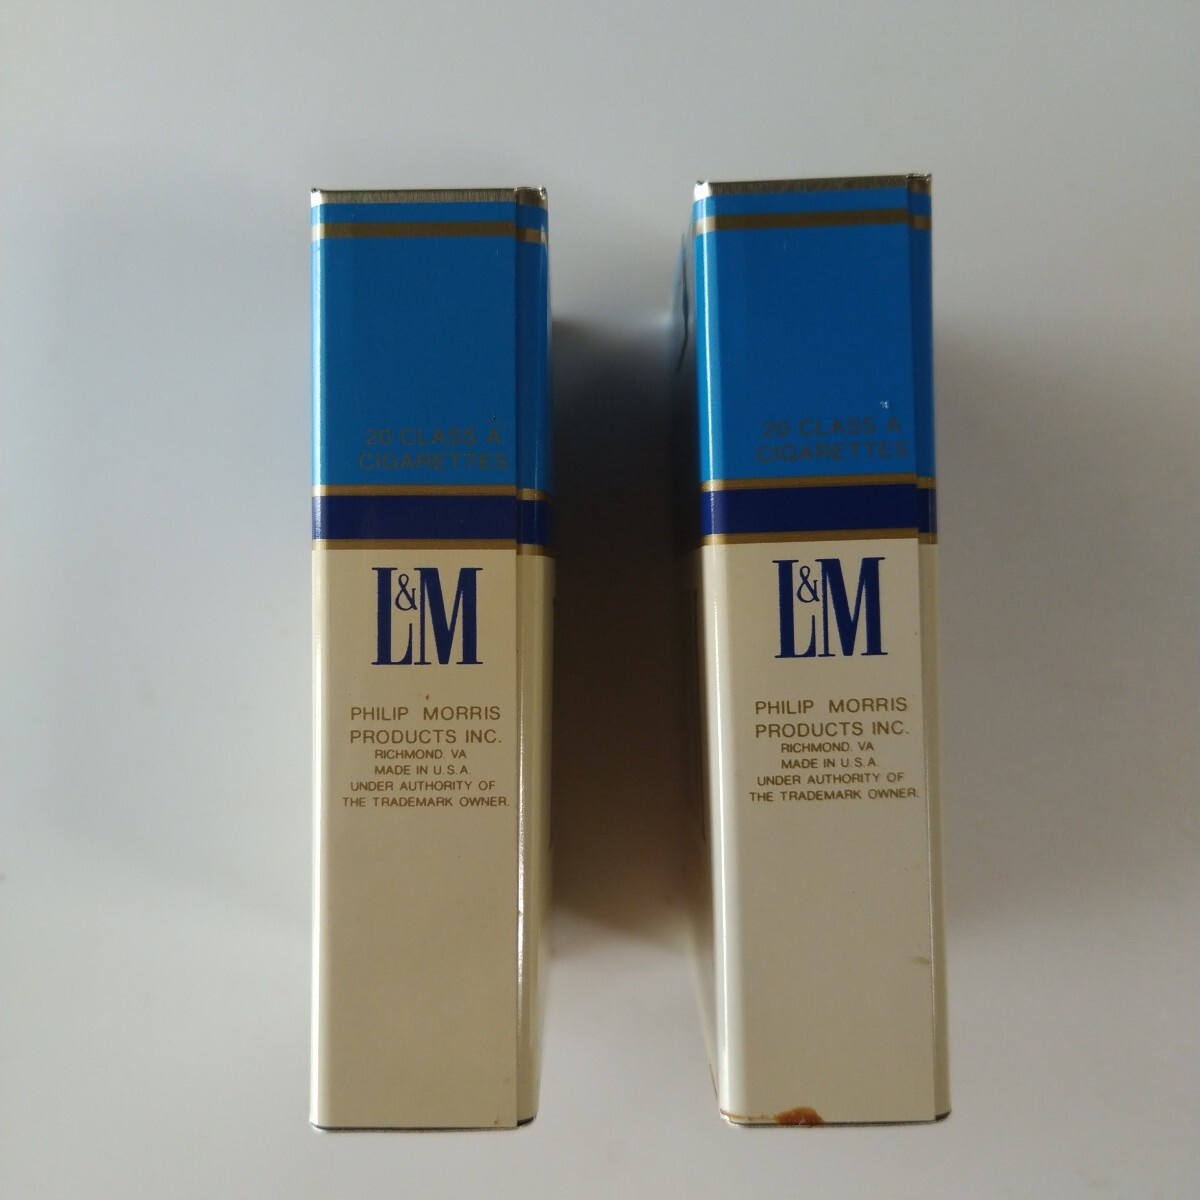 20 CLASS A
CIGARETTES
L&M
PHILIP MORRIS
PRODUCTS INC.
RICHMOND. VA
MADE IN U.S.A.
UNDER AUTHORITY OF
THE TRADEMARK OWNER.
20 CLASS A
CIGARETTES
L&M
PHILIP MORRIS
PRODUCTS INC.
RICHMOND. VA
MADE IN U.S.A.
UNDER AUTHORITY OF
THE TRADEMARK OWNER.